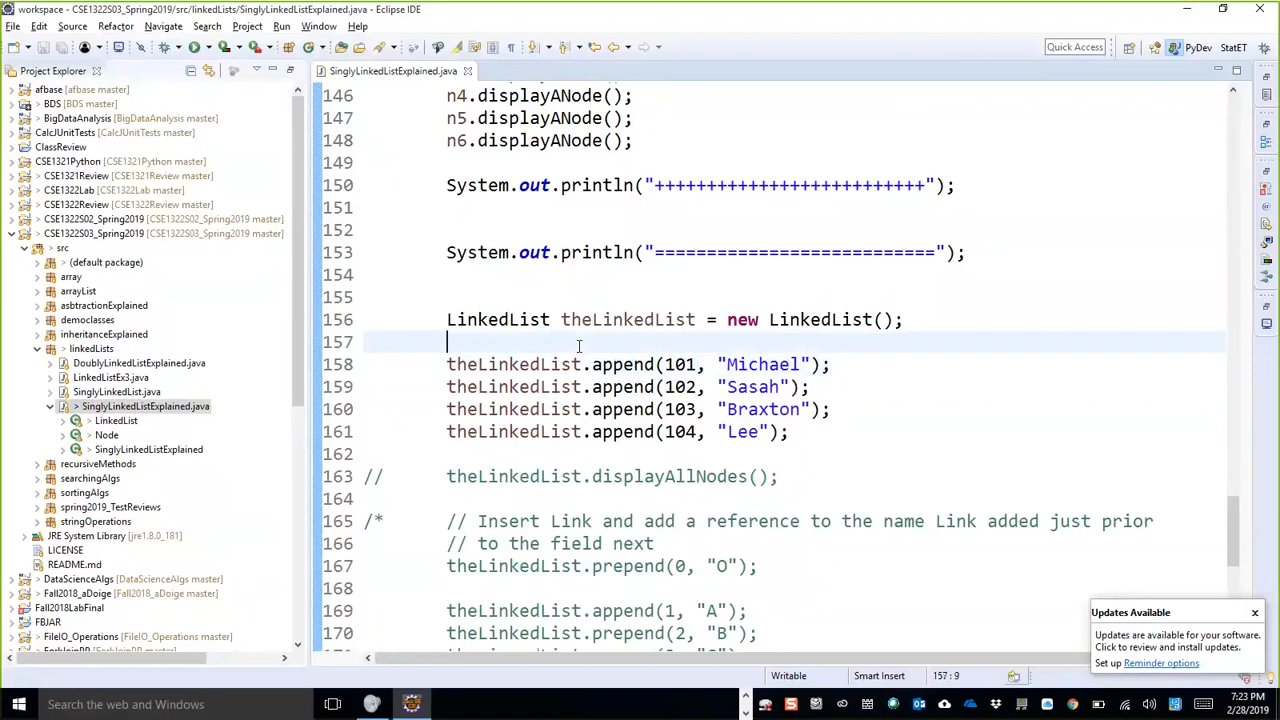 workspace - CSE1322S03_Spring2019/src/linkedLists/SinglyLinkedListExplained.java - Eclipse IDE
File Edit Source Refactor Navigate Search Project Run Window Help
Quick Access
PyDev
StatET
Project Explorer
SinglyLinkedListExplained.java
afbase (afbase master)
> BDS (BDS master)
> BigDataAnalysis (BigDataAnalysis master)
CalcJUnitTests (CalcJUnitTests master)
ClassReview
CSE1321Python (CSE1321Python master)
> CSE1321Review (CSE1321Review master)
> CSE1322Lab (CSE1322Lab master)
> CSE1322Review (CSE1322Review master)
> CSE1322S02_Spring2019 (CSE1322S02_Spring2019 master)
> CSE1322S03_Spring2019 (CSE1322S03_Spring2019 master)
> src
> (default package)
array
> arrayList
asbtractionExplained
> democlasses
> inheritanceExplained
> linkedLists
> DoublyLinkedListExplained.java
> LinkedListEx3.java
> SinglyLinkedList.java
> SinglyLinkedListExplained.java
> LinkedList
> Node
> SinglyLinkedListExplained
> recursiveMethods
> searchingAlgs
> sortingAlgs
> spring2019_TestReviews
> stringOperations
JRE System Library [jre1.8.0_181]
LICENSE
README.md
> DataScienceAlgs (DataScienceAlgs master)
> Fall2018_aDoige (Fall2018_aDoige master)
Fall2018LabFinal
FBJAR
> FileIO_Operations (FileIO_Operations master)
146 n4.displayANode();
147 n5.displayANode();
148 n6.displayANode();
149
150 System.out.println("++++++++++++++++++++++++++");
151
152
153 System.out.println("===========================");
154
155
156 LinkedList theLinkedList = new LinkedList();
157
158 theLinkedList.append(101, "Michael");
159 theLinkedList.append(102, "Sasah");
160 theLinkedList.append(103, "Braxton");
161 theLinkedList.append(104, "Lee");
162
163 // theLinkedList.displayAllNodes();
164
165 /* // Insert Link and add a reference to the name Link added just prior
166 // to the field next
167 theLinkedList.prepend(0, "O");
168
169 theLinkedList.append(1, "A");
170 theLinkedList.prepend(2, "B");
Updates Available
Updates are available for your software.
Click to review and install updates.
Set up Reminder options
Writable
Smart Insert
157 : 9
Search the web and Windows
7:23 PM
2/28/2019